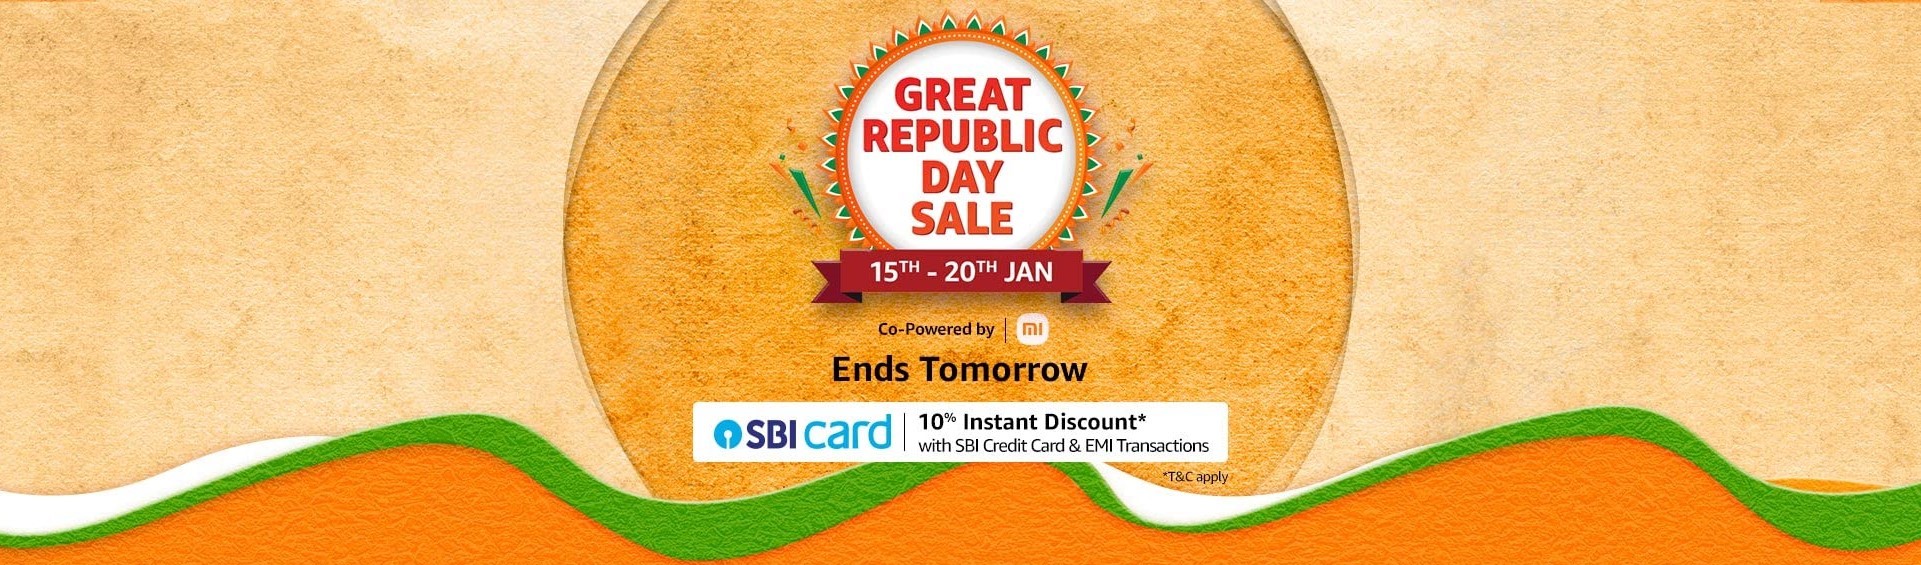 GREAT
REPUBLIC
DAY
SALE
15TH - 20TH JAN
Co-Powered by | mi
Ends Tomorrow
SBI card | 10% Instant Discount*
with SBI Credit Card & EMI Transactions
*T&C apply